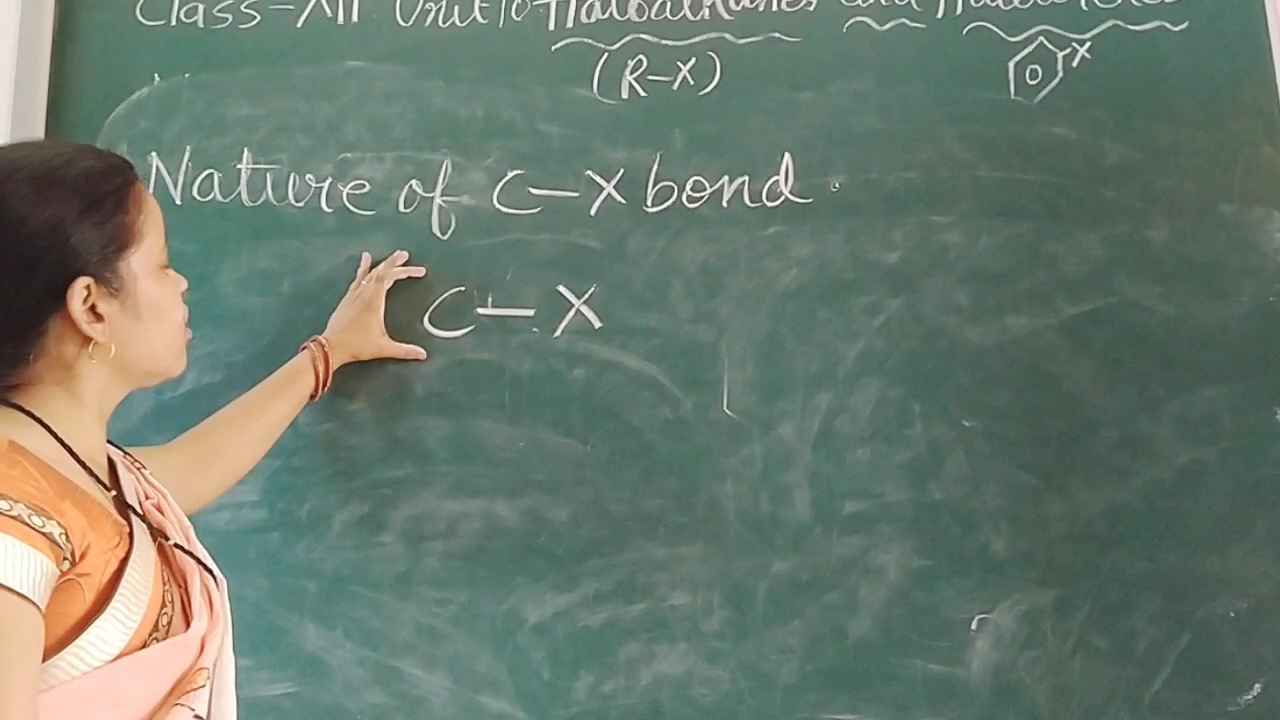 Class-XII Unit 10 Haloalkanes and Haloarenes
(R-X)
X
Nature of C-X bond.
C-X